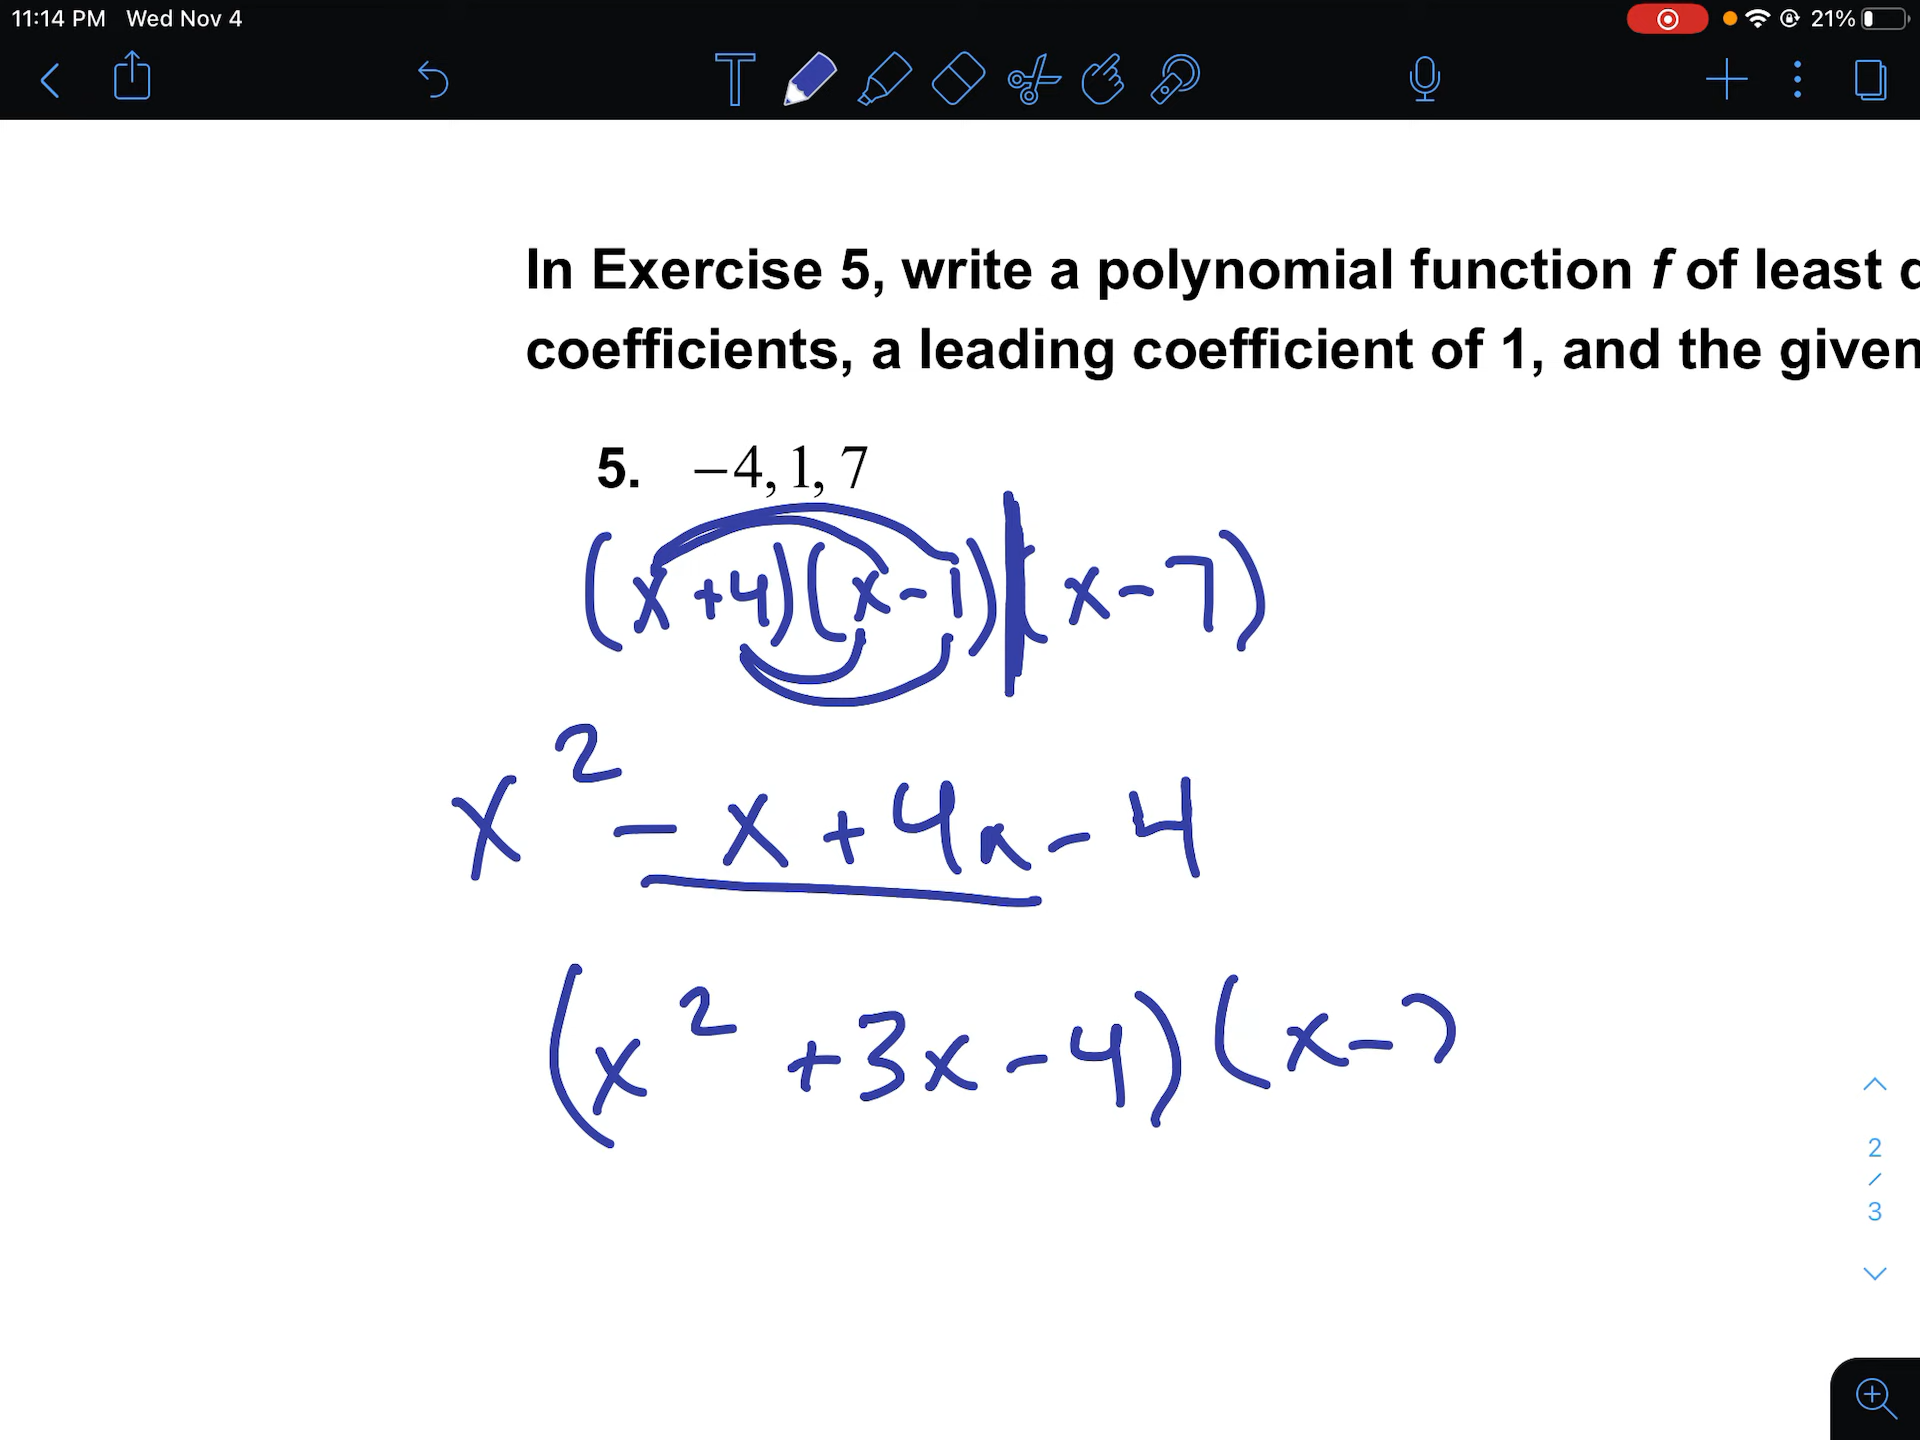 11:14 PM Wed Nov 4
21%
In Exercise 5, write a polynomial function f of least
coefficients, a leading coefficient of 1, and the given
5. −4, 1, 7
(x +4)(x-1)(x-7)
x² - x + 4x - 4
(x² +3x-4)(x-7
2
/
3